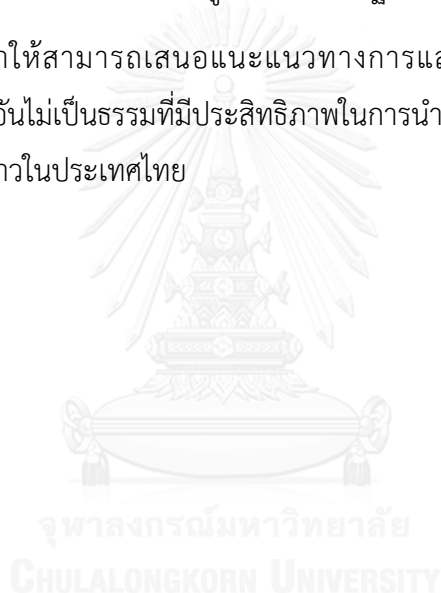 ทำให้สามารถเสนอแนะแนวทางการแล
อันไม่เป็นธรรมที่มีประสิทธิภาพในการนำ
าวในประเทศไทย
จุฬาลงกรณ์มหาวิทยาลัย
CHULALONGKORN UNIVERSITY